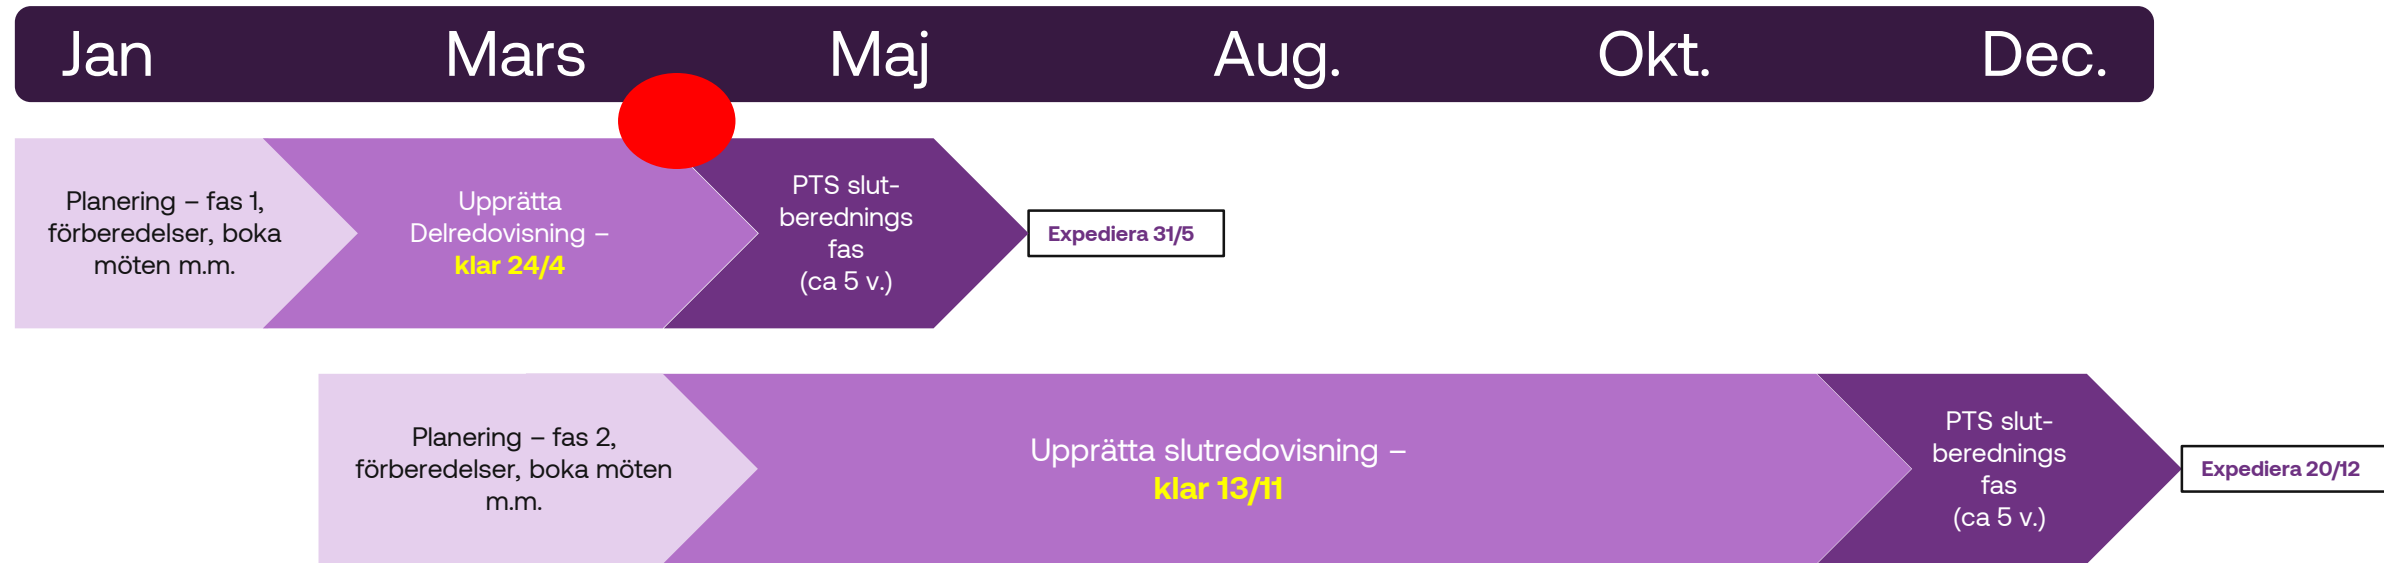 Jan Mars Maj Aug. Okt. Dec.
Planering – fas 1,
förberedelser, boka
möten m.m.
Upprätta
Delredovisning –
klar 24/4
PTS slut-
berednings
fas
(ca 5 v.)
Expediera 31/5
Planering – fas 2,
förberedelser, boka möten
m.m.
Upprätta slutredovisning –
klar 13/11
PTS slut-
berednings
fas
(ca 5 v.)
Expediera 20/12